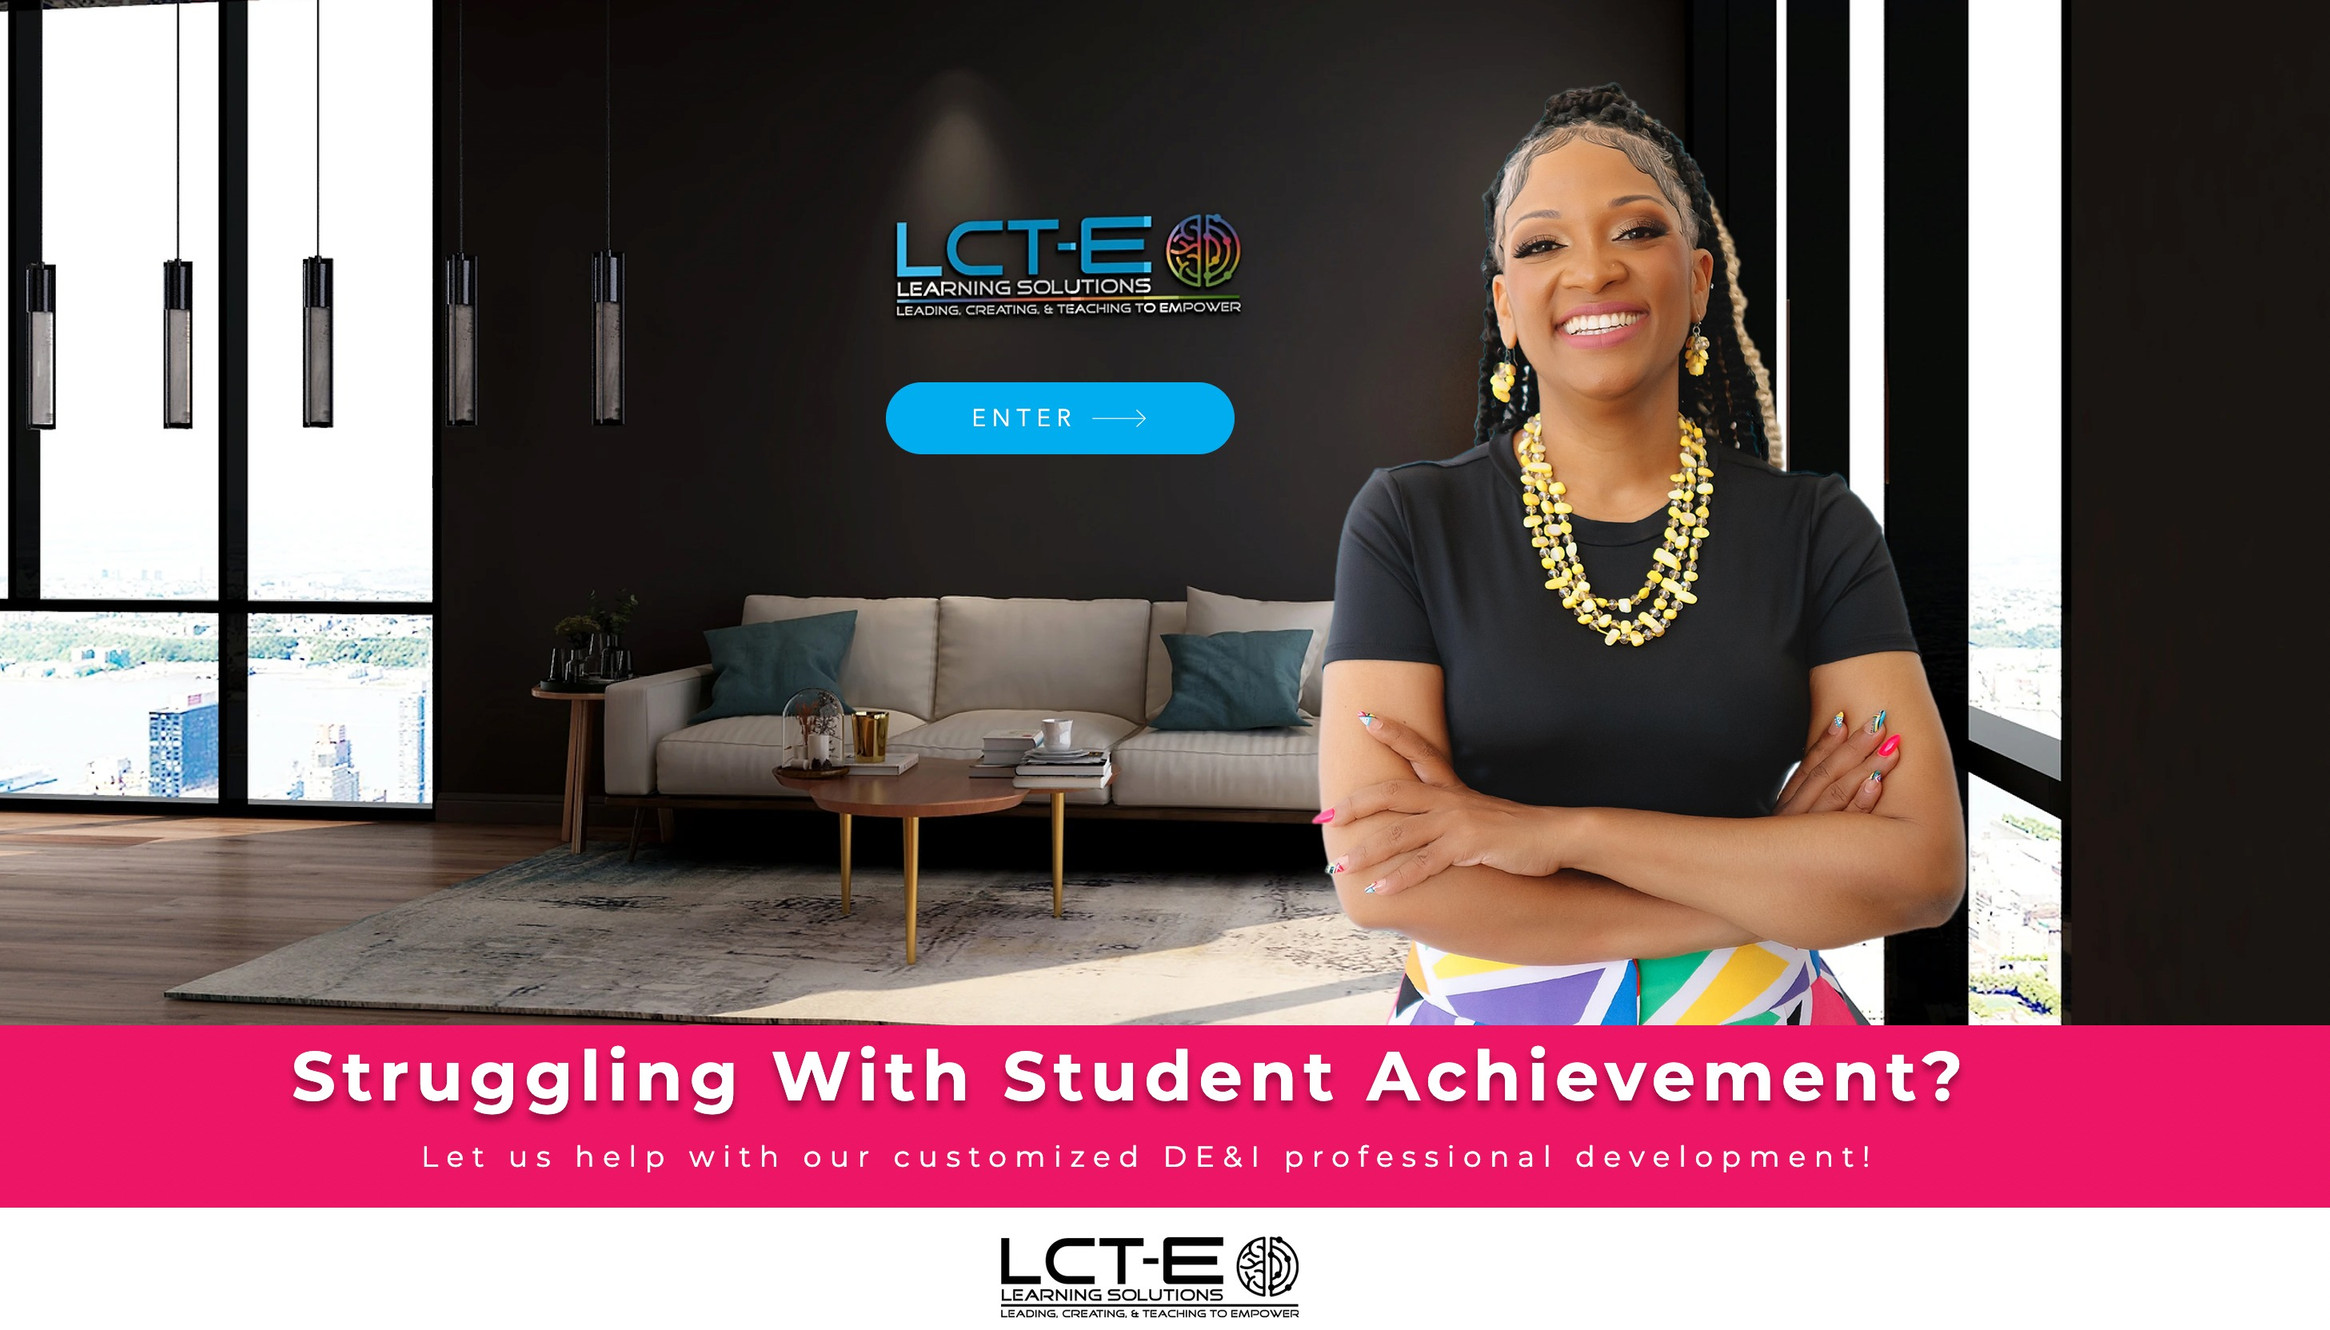 LCT-E
LEARNING SOLUTIONS
LEADING, CREATING, & TEACHING TO EMPOWER
ENTER
Struggling With Student Achievement?
Let us help with our customized DE&I professional development!
LCT-E
LEARNING SOLUTIONS
LEADING, CREATING, & TEACHING TO EMPOWER